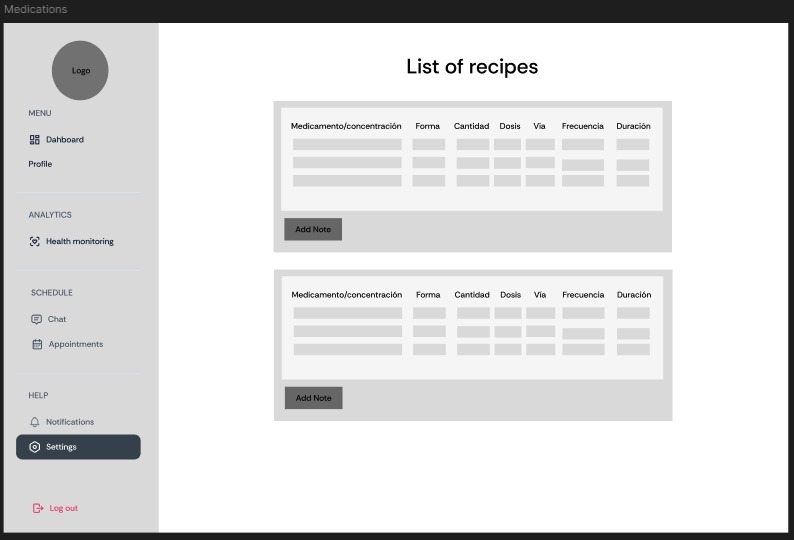 Medications
Logo
MENU
Dahboard
Profile
ANALYTICS
Health monitoring
SCHEDULE
Chat
Appointments
HELP
Notifications
Settings
Log out
List of recipes
Medicamento/concentración Forma Cantidad Dosis Vía Frecuencia Duración
Add Note
Medicamento/concentración Forma Cantidad Dosis Vía Frecuencia Duración
Add Note